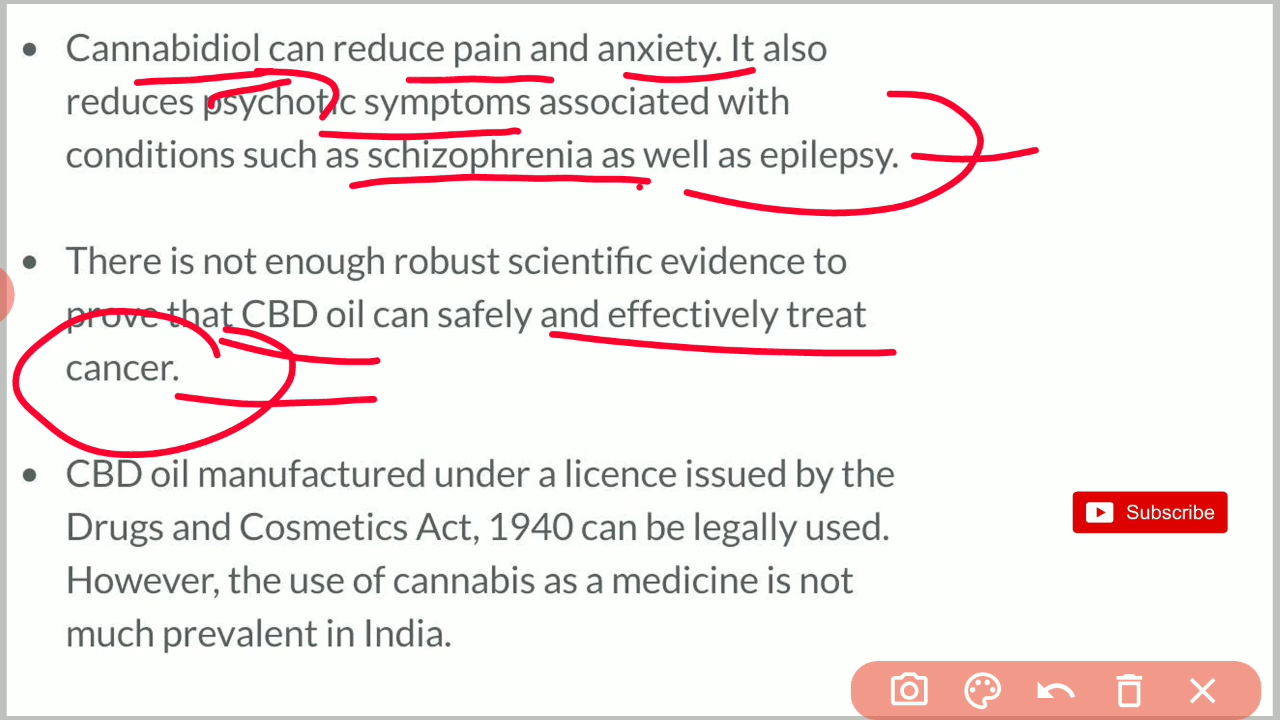 Cannabidiol can reduce pain and anxiety. It also
reduces psychotic symptoms associated with
conditions such as schizophrenia as well as epilepsy.
There is not enough robust scientific evidence to
prove that CBD oil can safely and effectively treat
cancer.
CBD oil manufactured under a licence issued by the
Drugs and Cosmetics Act, 1940 can be legally used.
However, the use of cannabis as a medicine is not
much prevalent in India.
Subscribe